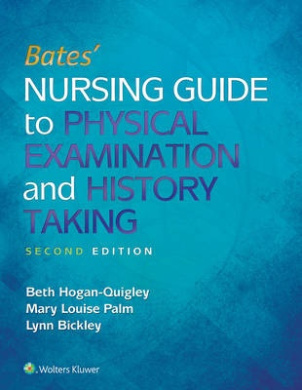 Bates'
NURSING GUIDE
to PHYSICAL
EXAMINATION
and HISTORY
TAKING
SECOND EDITION
Beth Hogan-Quigley
Mary Louise Palm
Lynn Bickley
Wolters Kluwer